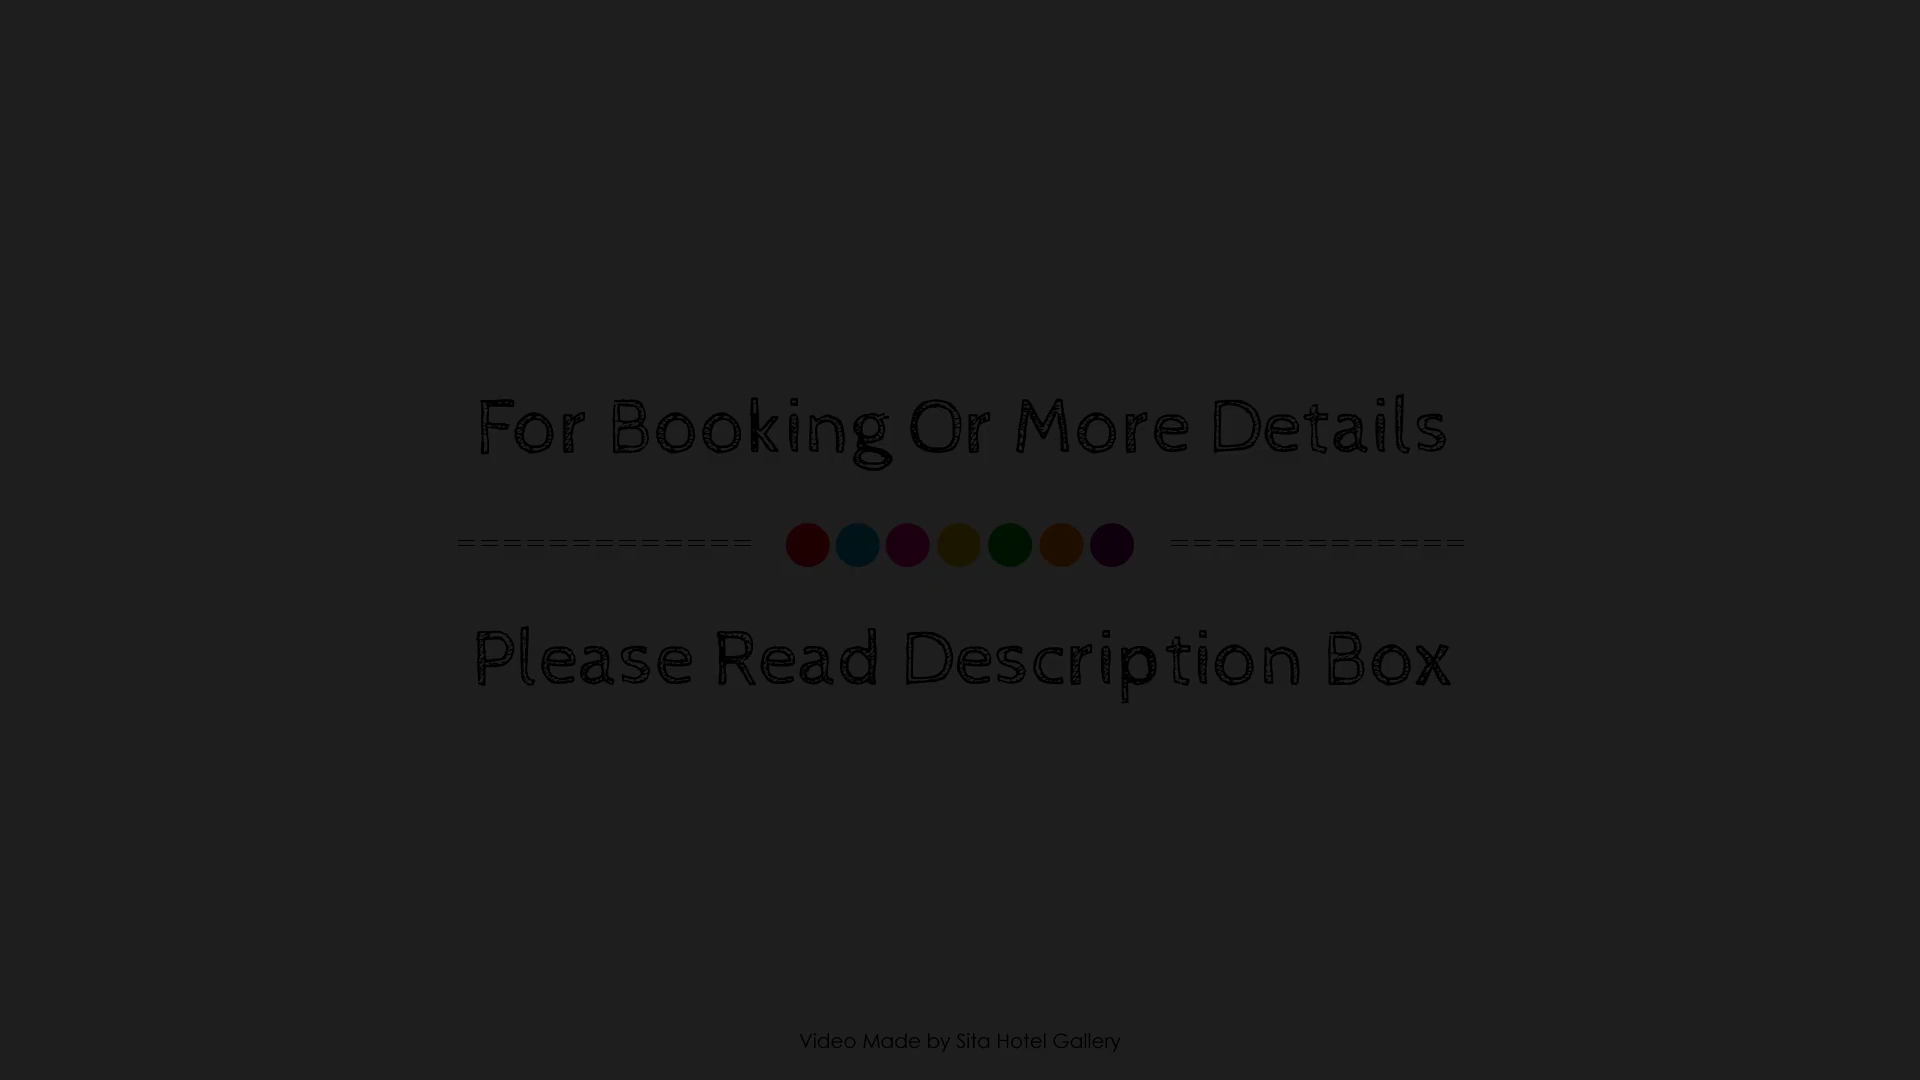 For Booking Or More Details
============= =============
Please Read Description Box
Video Made by Sita Hotel Gallery